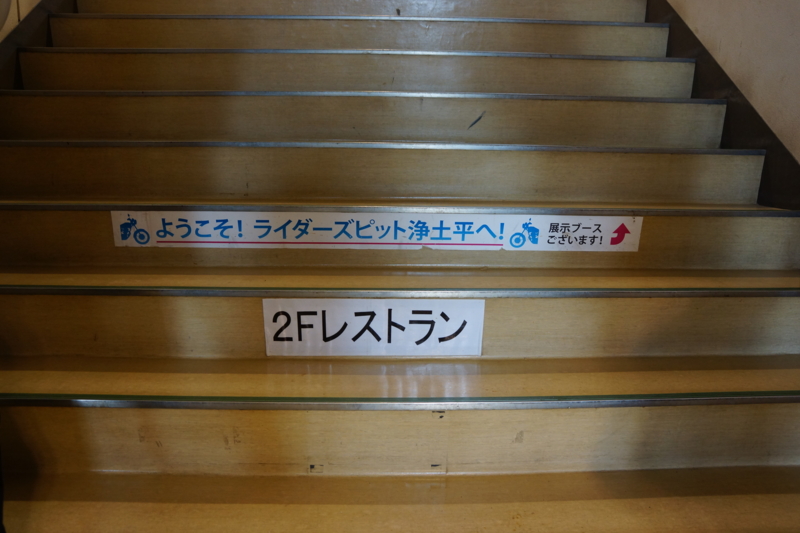 ようこそ！ライダーズピット浄土平へ！
展示ブース
ございます！
2Fレストラン